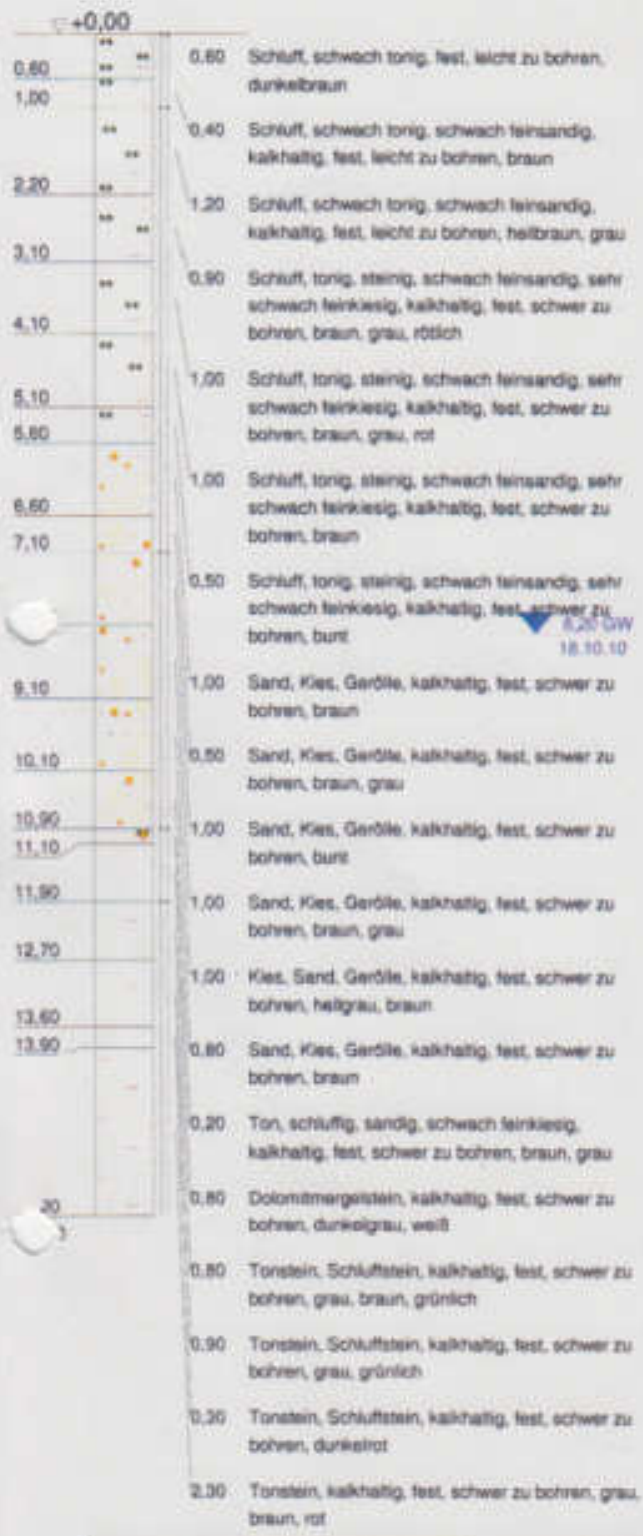 +0,00
0,60 Schluff, schwach tonig, fest, leicht zu bohren,
dunkelbraun
0,60
1,00
0,40 Schluff, schwach tonig, schwach feinsandig,
kalkhaltig, fest, leicht zu bohren, braun
2,20
1,20 Schluff, schwach tonig, schwach feinsandig,
kalkhaltig, fest, leicht zu bohren, hellbraun, grau
3,10
0,90 Schluff, tonig, steinig, schwach feinsandig, sehr
schwach feinkiesig, kalkhaltig, fest, schwer zu
bohren, braun, grau, rötlich
4,10
1,00 Schluff, tonig, steinig, schwach feinsandig, sehr
schwach feinkiesig, kalkhaltig, fest, schwer zu
bohren, braun, grau, rot
5,10
5,60
1,00 Schluff, tonig, steinig, schwach feinsandig, sehr
schwach feinkiesig, kalkhaltig, fest, schwer zu
bohren, braun
6,60
7,10
0,50 Schluff, tonig, steinig, schwach feinsandig, sehr
schwach feinkiesig, kalkhaltig, fest, schwer zu
bohren, bunt
8,20 GW
18.10.10
1,00 Sand, Kies, Gerölle, kalkhaltig, fest, schwer zu
bohren, braun
9,10
0,50 Sand, Kies, Gerölle, kalkhaltig, fest, schwer zu
bohren, braun, grau
10,10
10,90
11,10
1,00 Sand, Kies, Gerölle, kalkhaltig, fest, schwer zu
bohren, bunt
11,90
1,00 Sand, Kies, Gerölle, kalkhaltig, fest, schwer zu
bohren, braun, grau
12,70
1,00 Kies, Sand, Gerölle, kalkhaltig, fest, schwer zu
bohren, hellgrau, braun
13,60
13,90
0,80 Sand, Kies, Gerölle, kalkhaltig, fest, schwer zu
bohren, braun
0,20 Ton, schluffig, sandig, schwach feinkiesig,
kalkhaltig, fest, schwer zu bohren, braun, grau
0,80 Dolomitmergelstein, kalkhaltig, fest, schwer zu
bohren, dunkelgrau, weiß
20
0,80 Tonstein, Schluffstein, kalkhaltig, fest, schwer zu
bohren, grau, braun, grünlich
0,90 Tonstein, Schluffstein, kalkhaltig, fest, schwer zu
bohren, grau, grünlich
0,30 Tonstein, Schluffstein, kalkhaltig, fest, schwer zu
bohren, dunkelrot
2,30 Tonstein, kalkhaltig, fest, schwer zu bohren, grau,
braun, rot